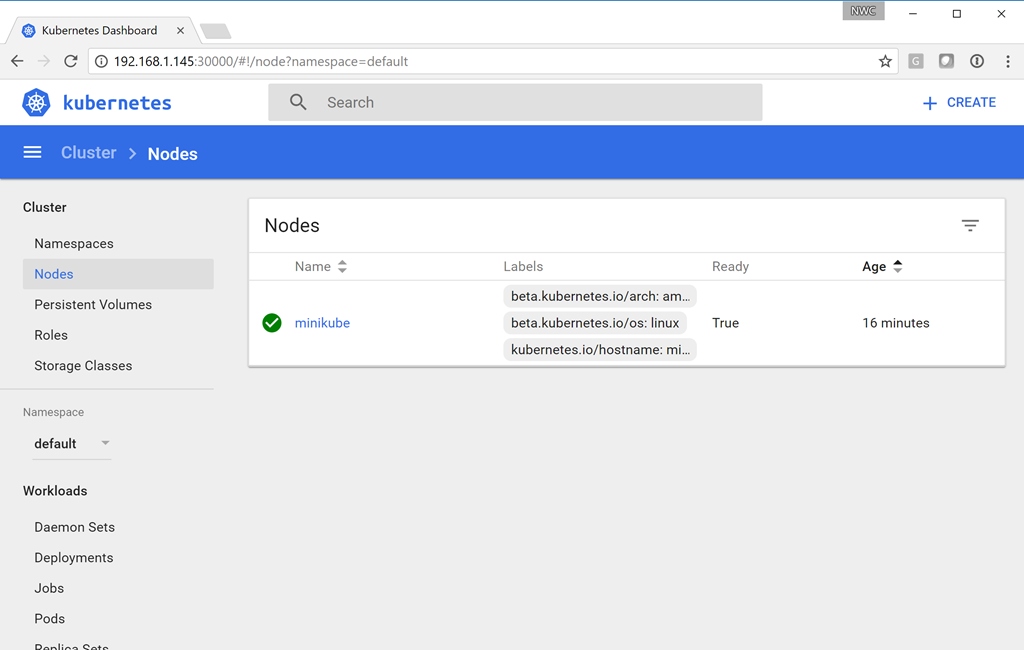 NWC
Kubernetes Dashboard
192.168.1.145:30000/#!/node?namespace=default
G
kubernetes
Search
+ CREATE
Cluster > Nodes
Cluster
Namespaces
Nodes
Persistent Volumes
Roles
Storage Classes
Namespace
default
Workloads
Daemon Sets
Deployments
Jobs
Pods
Replica Sets
Nodes
Name Labels Ready Age
beta.kubernetes.io/arch: am...
minikube beta.kubernetes.io/os: linux True 16 minutes
kubernetes.io/hostname: mi...